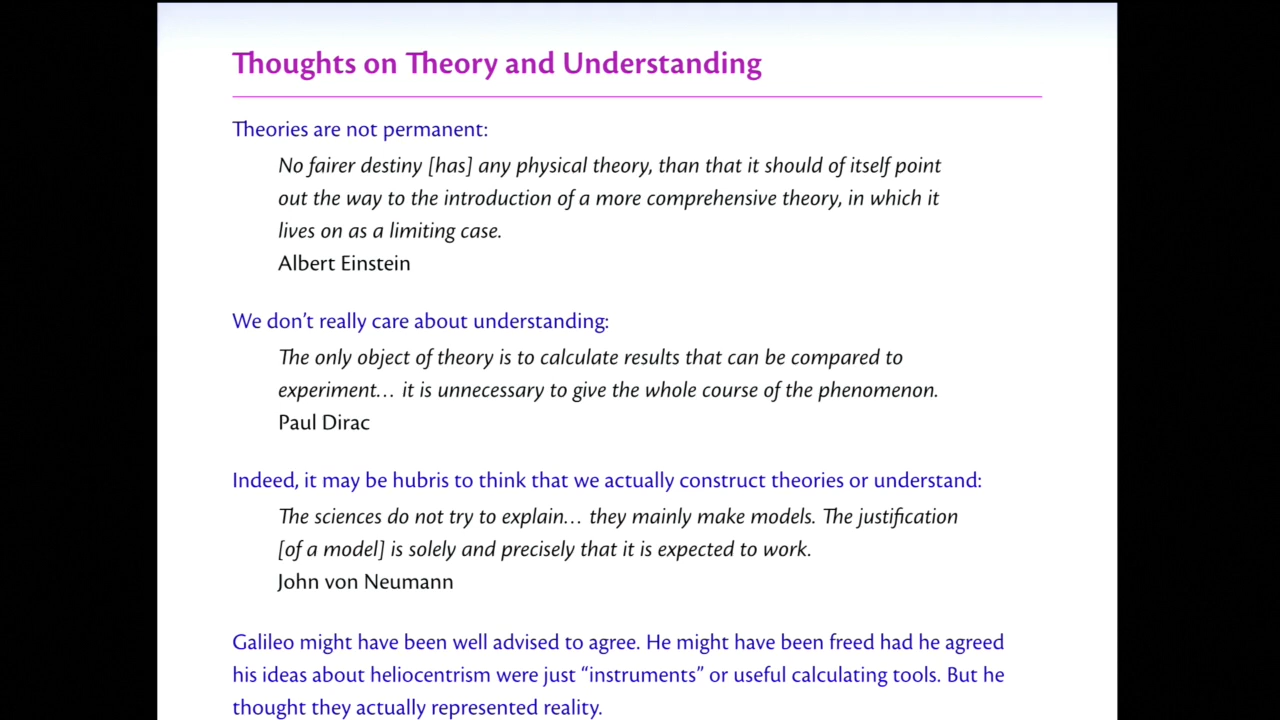 Thoughts on Theory and Understanding
Theories are not permanent:
No fairer destiny [has] any physical theory, than that it should of itself point
out the way to the introduction of a more comprehensive theory, in which it
lives on as a limiting case.
Albert Einstein
We don’t really care about understanding:
The only object of theory is to calculate results that can be compared to
experiment… it is unnecessary to give the whole course of the phenomenon.
Paul Dirac
Indeed, it may be hubris to think that we actually construct theories or understand:
The sciences do not try to explain… they mainly make models. The justification
[of a model] is solely and precisely that it is expected to work.
John von Neumann
Galileo might have been well advised to agree. He might have been freed had he agreed
his ideas about heliocentrism were just “instruments” or useful calculating tools. But he
thought they actually represented reality.